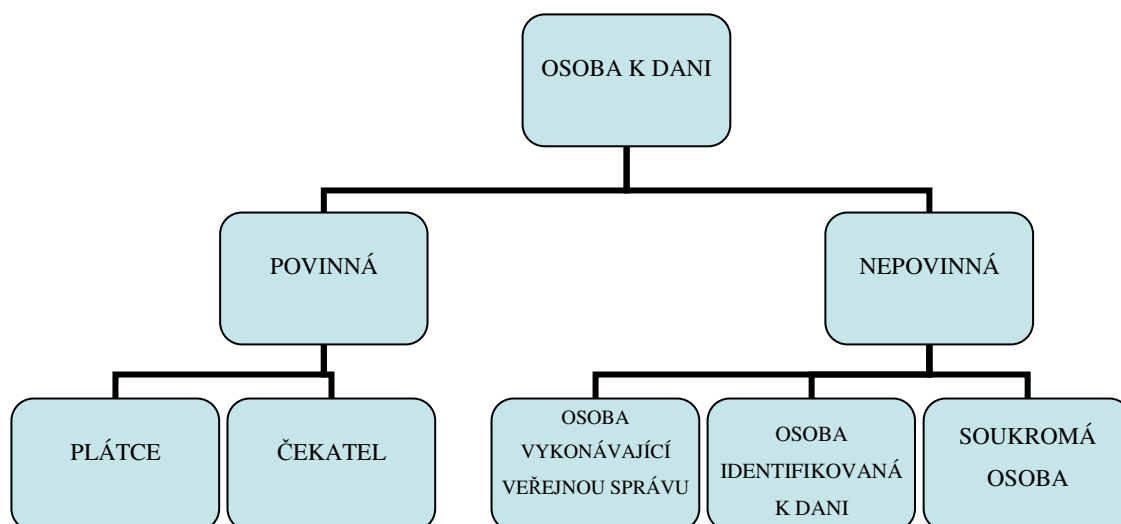 OSOBA K DANI
POVINNÁ
NEPOVINNÁ
PLÁTCE
ČEKATEL
OSOBA
VYKONÁVAJÍCÍ
VEŘEJNOU SPRÁVU
OSOBA
IDENTIFIKOVANÁ
K DANI
SOUKROMÁ
OSOBA